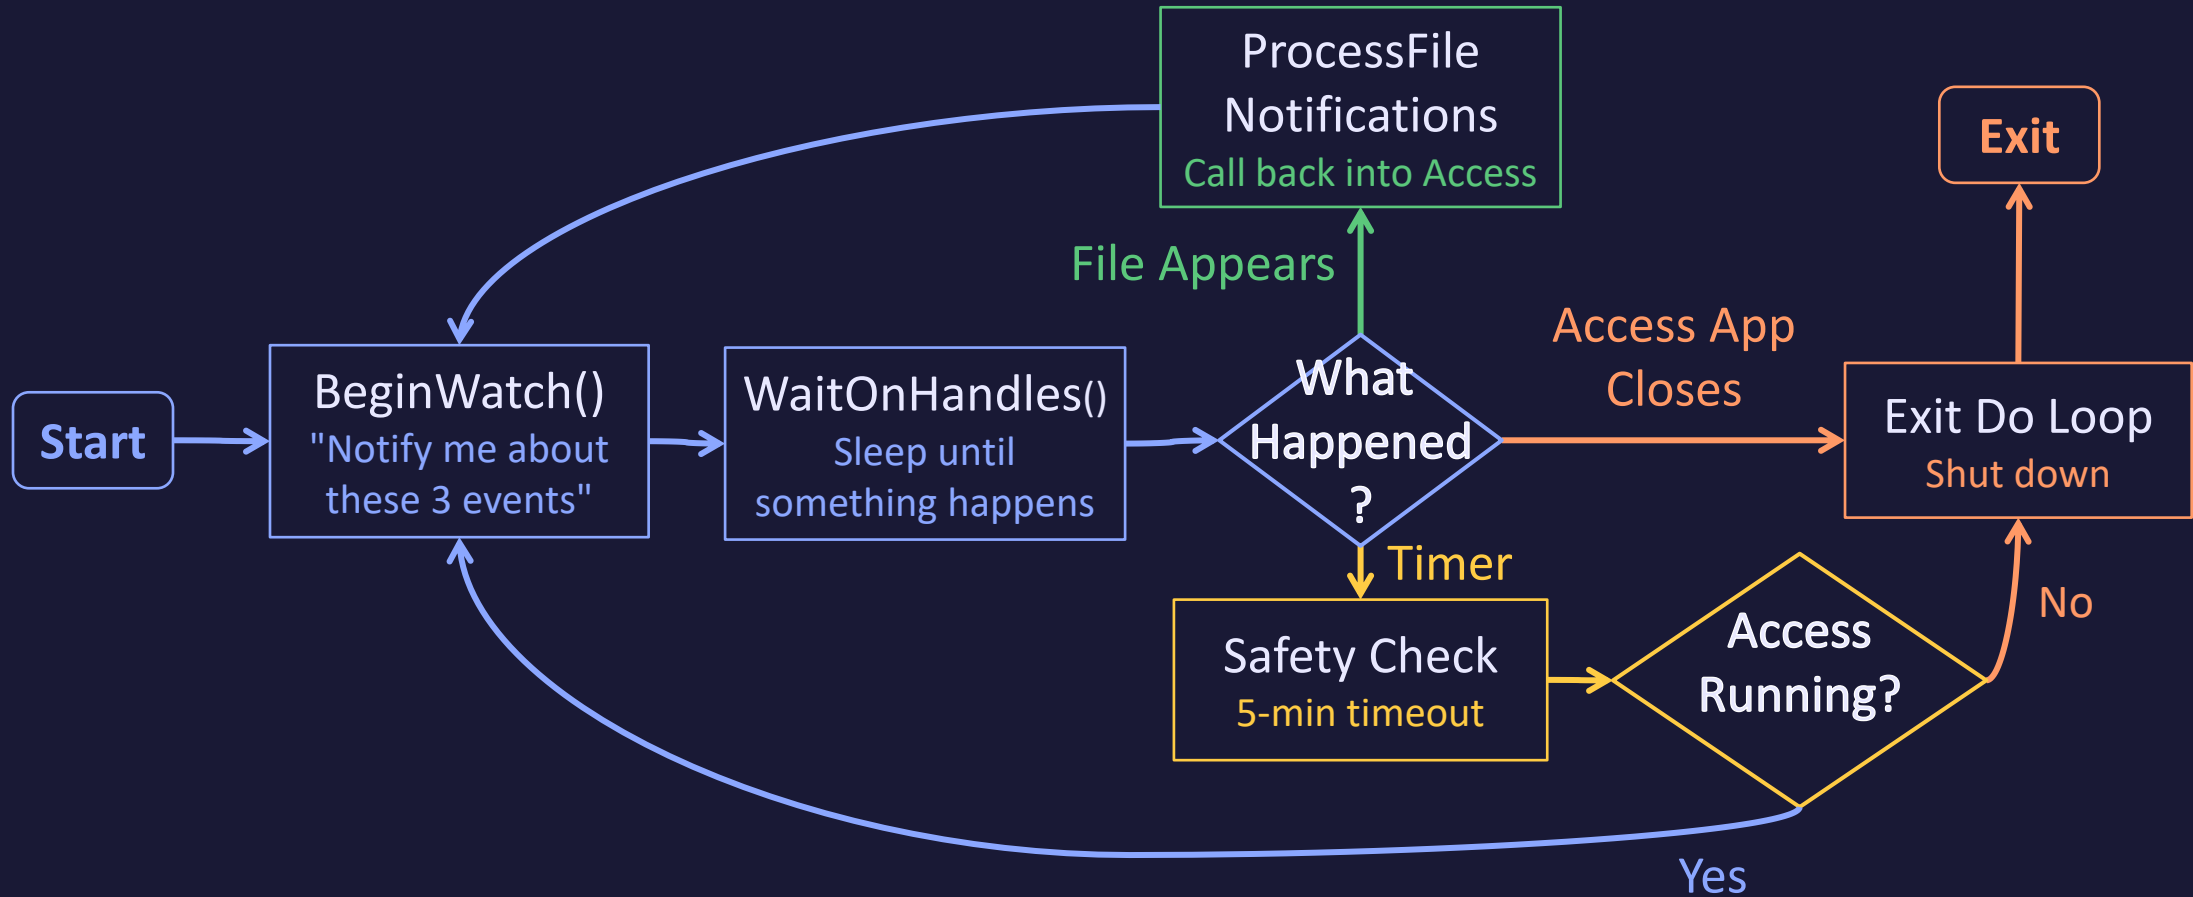 ProcessFile
Notifications
Call back into Access
Exit
File Appears
Access App
Closes
Start
BeginWatch()
"Notify me about
these 3 events"
WaitOnHandles()
Sleep until
something happens
What
Happened
?
Exit Do Loop
Shut down
Timer
No
Safety Check
5-min timeout
Access
Running?
Yes